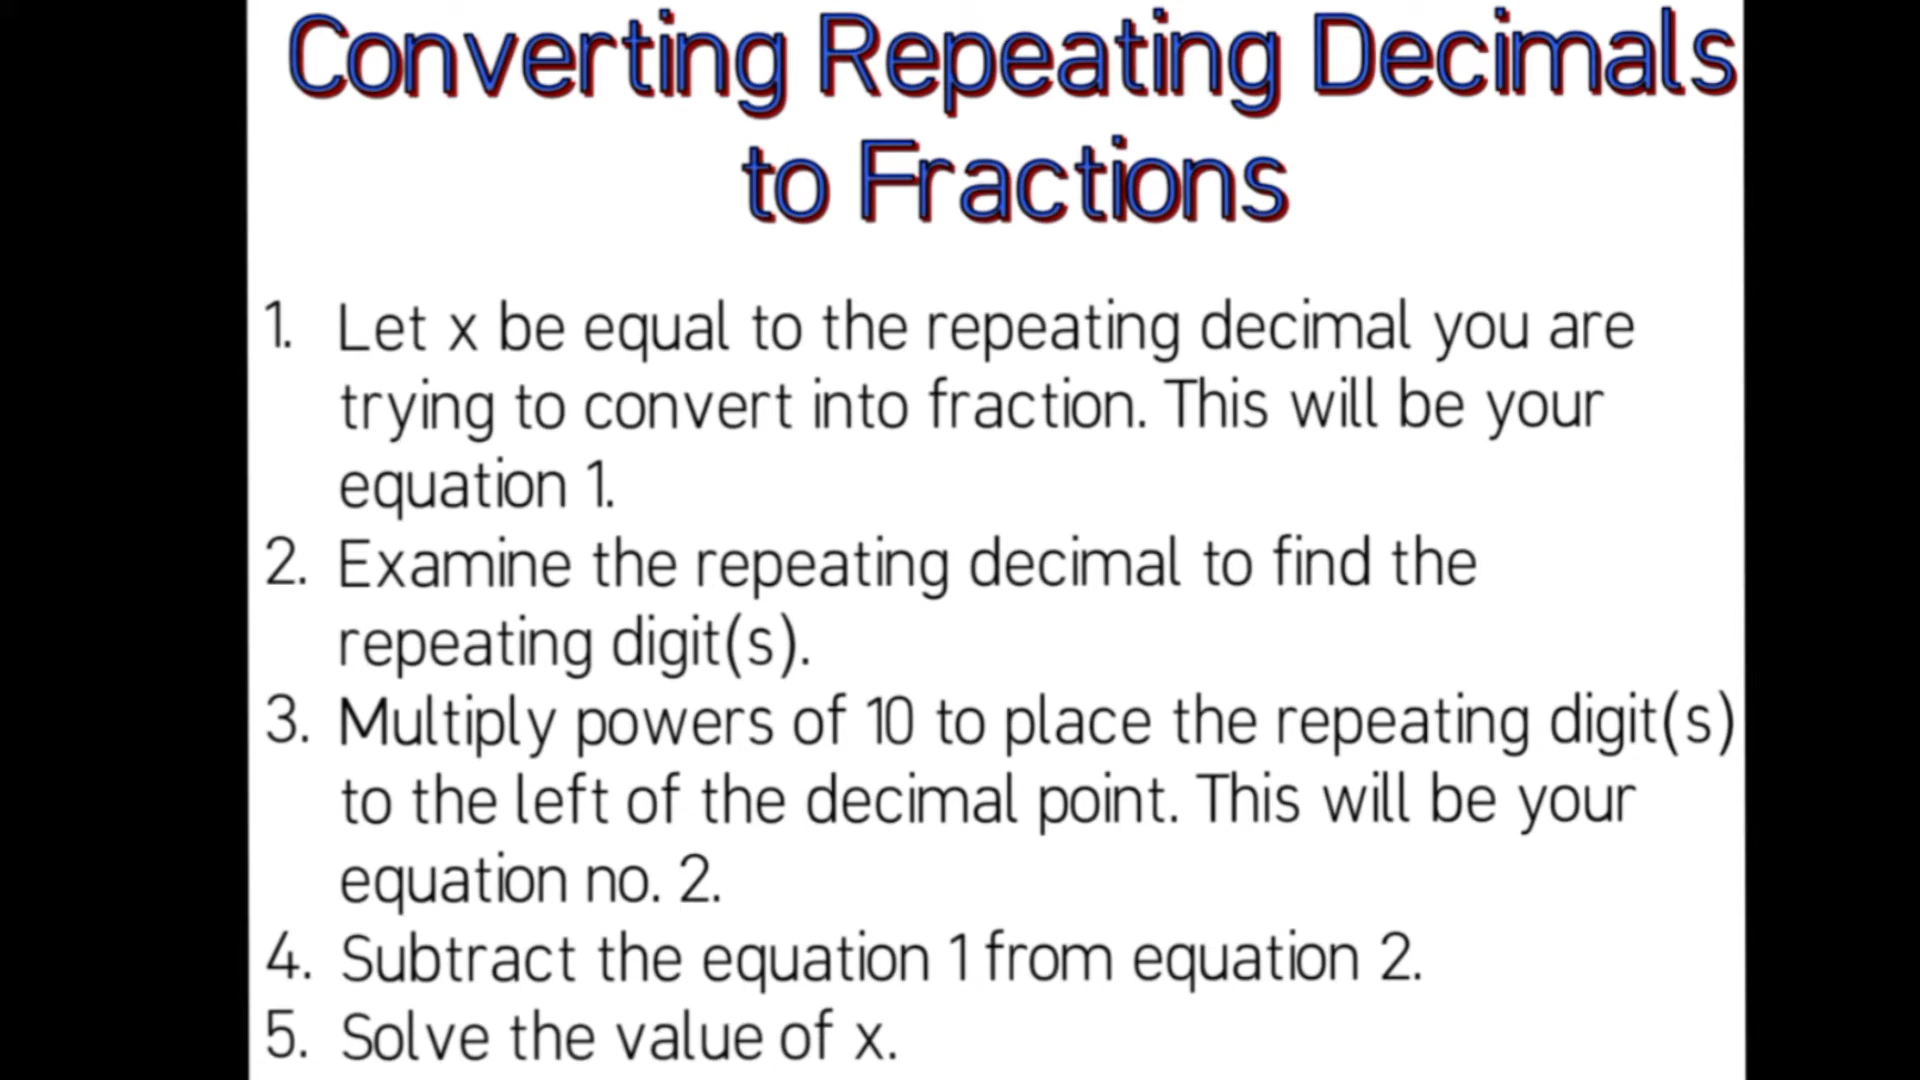 Converting Repeating Decimals
to Fractions
1. Let x be equal to the repeating decimal you are
trying to convert into fraction. This will be your
equation 1.
2. Examine the repeating decimal to find the
repeating digit(s).
3. Multiply powers of 10 to place the repeating digit(s)
to the left of the decimal point. This will be your
equation no. 2.
4. Subtract the equation 1 from equation 2.
5. Solve the value of x.